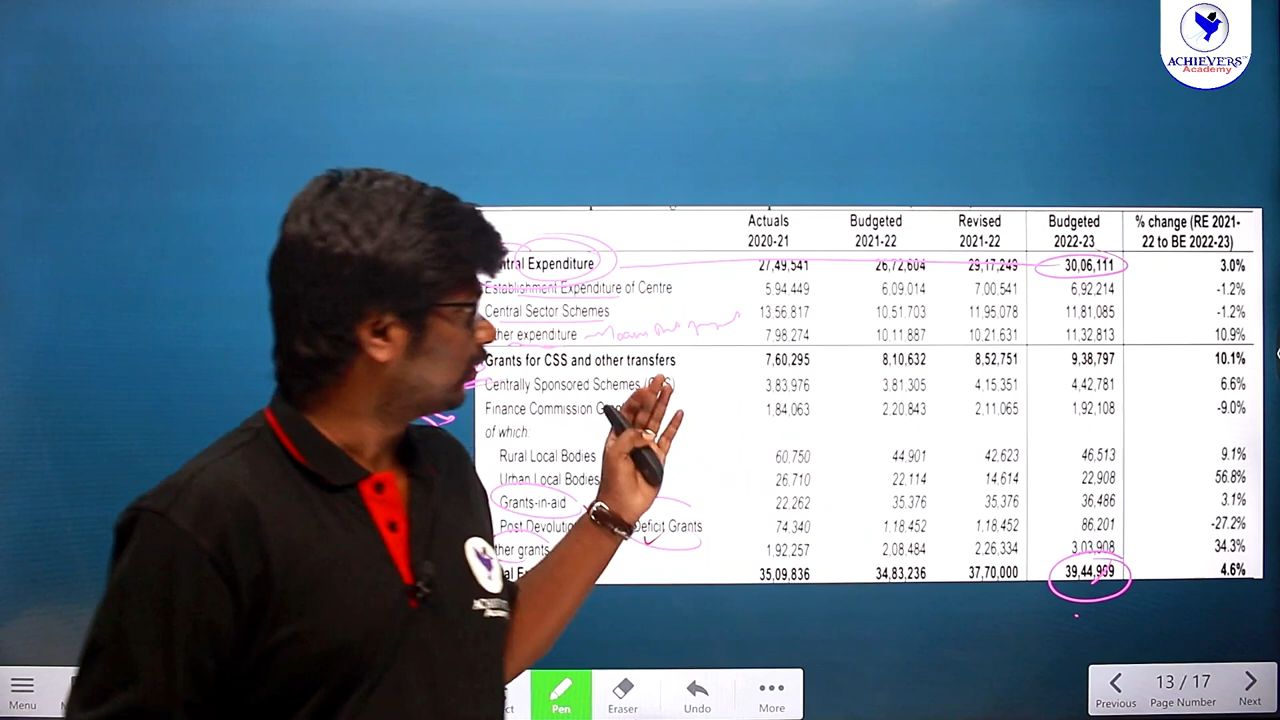 ACHIEVERS
Academy
Actuals Budgeted Revised Budgeted % change (RE 2021-
2020-21 2021-22 2021-22 2022-23 22 to BE 2022-23)
Expenditure 27,49,541 26,72,604 29,17,249 30,06,111 3.0%
Establishment Expenditure of Centre 5,94,449 6,09,014 7,00,541 6,92,214 -1.2%
Central Sector Schemes 13,56,817 10,51,703 11,95,078 11,81,085 -1.2%
expenditure 7,98,274 10,11,887 10,21,631 11,32,813 10.9%
Grants for CSS and other transfers 7,60,295 8,10,632 8,52,751 9,38,797 10.1%
Centrally Sponsored Schemes 3,83,976 3,81,305 4,15,351 4,42,781 6.6%
Finance Commission 1,84,063 2,20,843 2,11,065 1,92,108 -9.0%
of which:
Rural Local Bodies 60,750 44,901 42,623 46,513 9.1%
Urban Local Bodies 26,710 22,114 14,614 22,908 56.8%
Grants-in-aid 22,262 35,376 35,376 36,486 3.1%
Post Deficit Grants 74,340 1,18,452 1,18,452 86,201 -27.2%
grants 1,92,257 2,08,484 2,26,334 3,03,908 34.3%
35,09,836 34,83,236 37,70,000 39,44,909 4.6%
Menu Pen Eraser Undo More Previous 13 / 17 Page Number Next